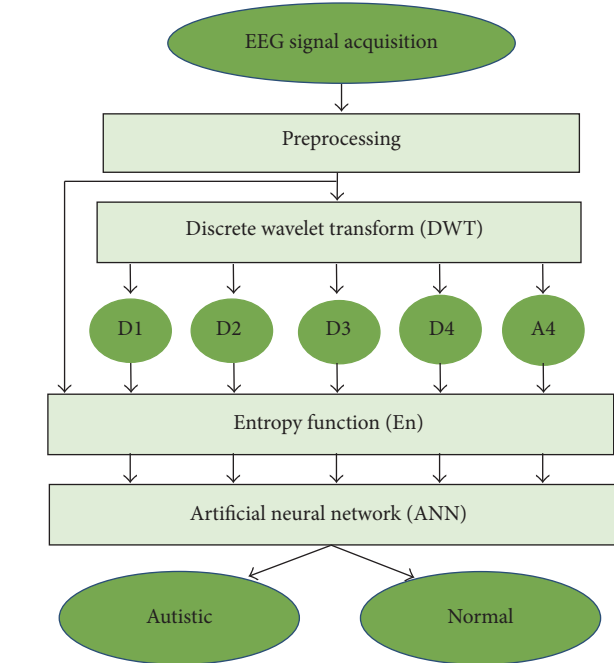 EEG signal acquisition
Preprocessing
Discrete wavelet transform (DWT)
D1 D2 D3 D4 A4
Entropy function (En)
Artificial neural network (ANN)
Autistic Normal